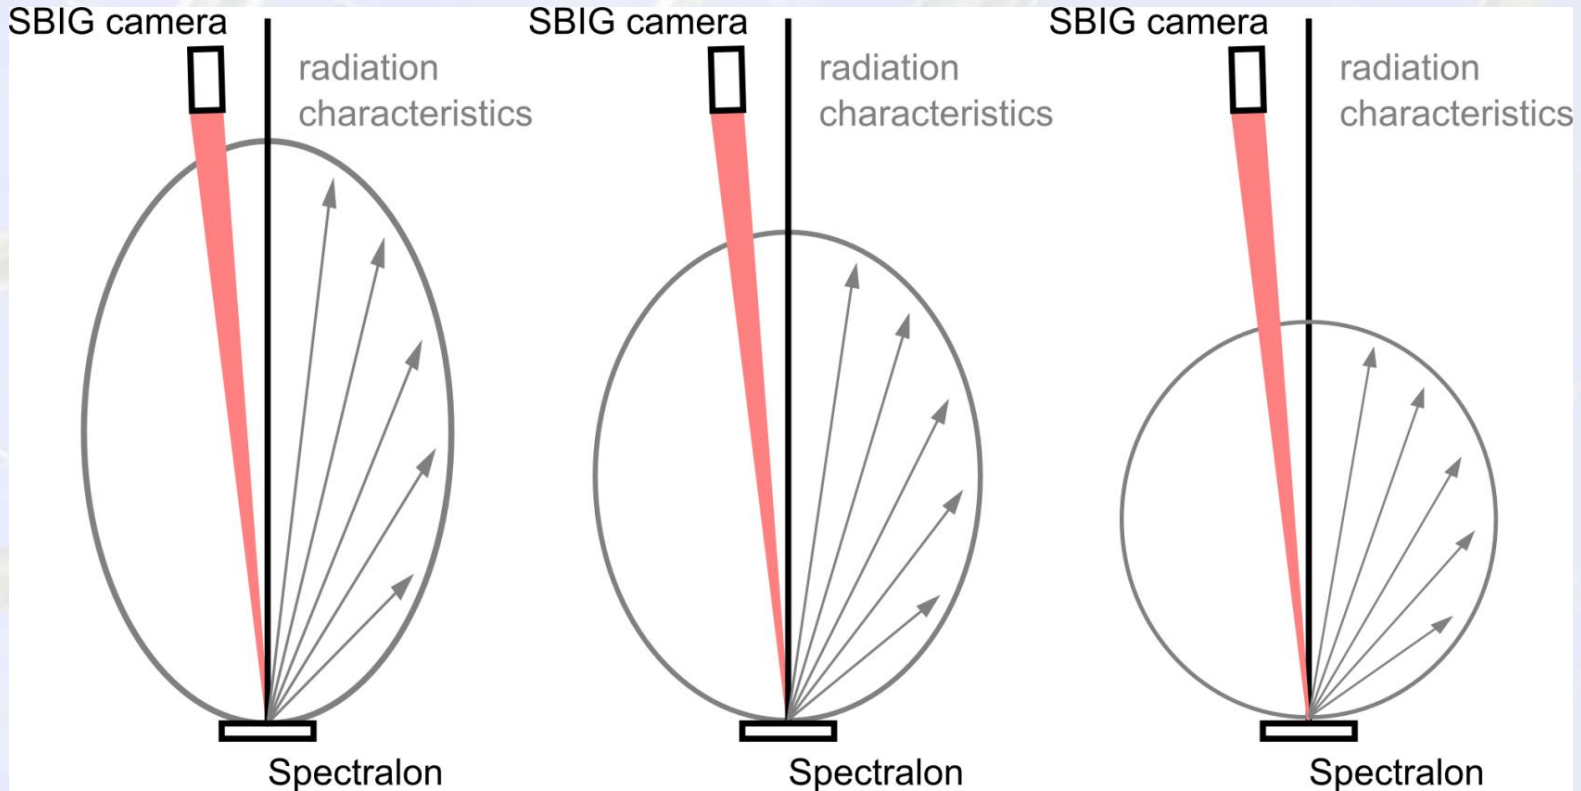 SBIG camera
radiation
characteristics
Spectralon
SBIG camera
radiation
characteristics
Spectralon
SBIG camera
radiation
characteristics
Spectralon